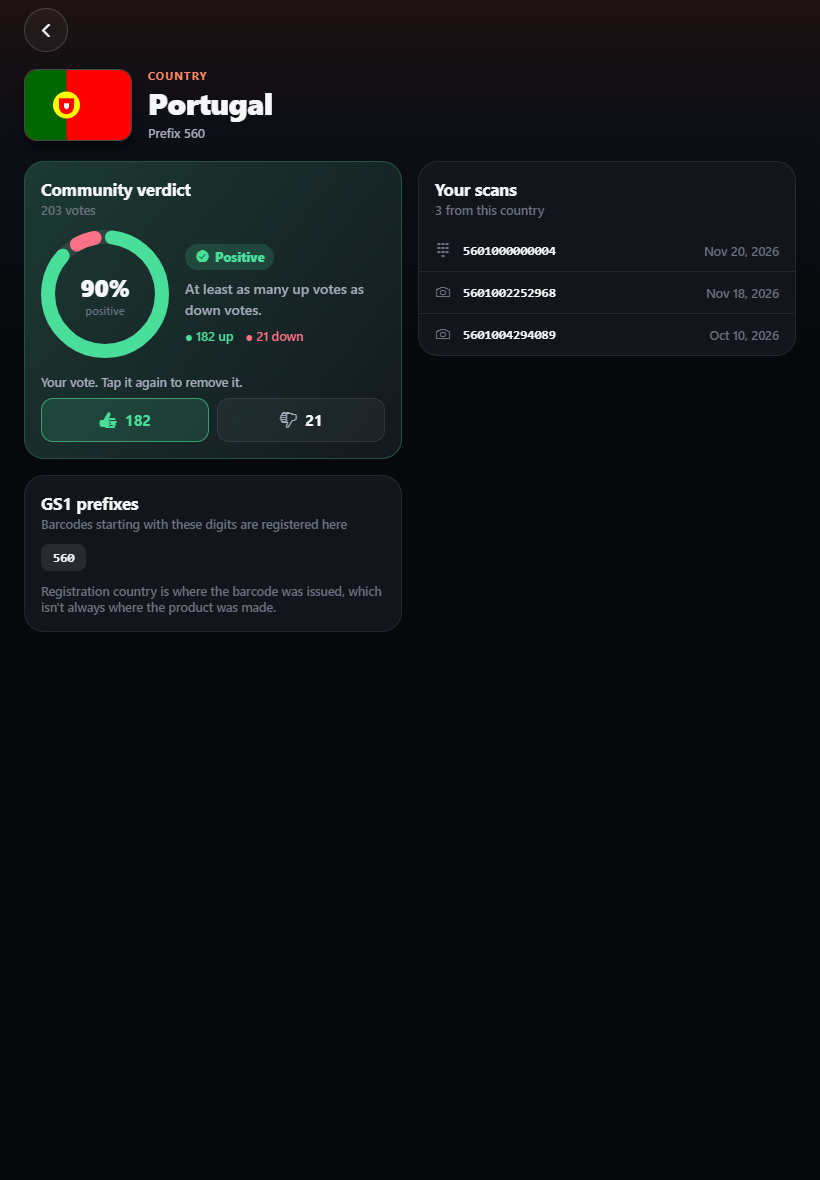 COUNTRY
Portugal
Prefix 560
Community verdict
203 votes
90%
positive
Positive
At least as many up votes as
down votes.
182 up 21 down
Your vote. Tap it again to remove it.
182 21
GS1 prefixes
Barcodes starting with these digits are registered here
560
Registration country is where the barcode was issued, which
isn't always where the product was made.
Your scans
3 from this country
5601000000004 Nov 20, 2026
5601002252968 Nov 18, 2026
5601004294089 Oct 10, 2026